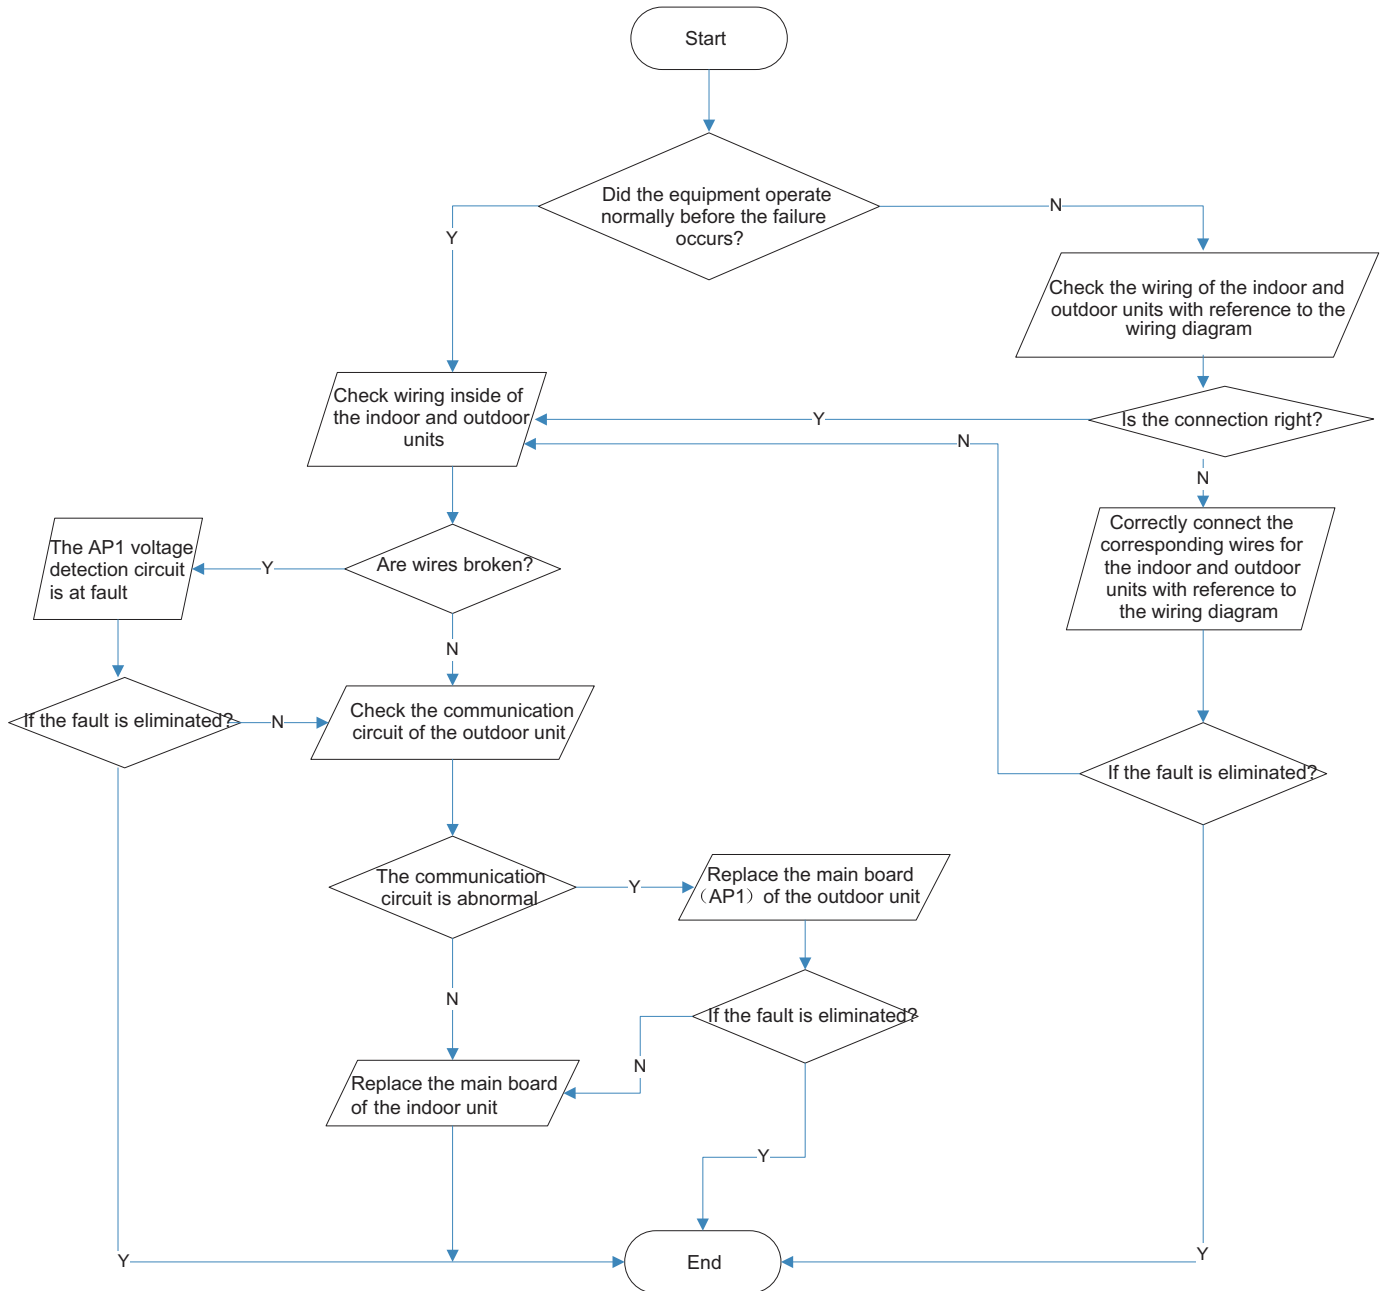 Start
Did the equipment operate
normally before the failure
occurs?
Y
N
Check the wiring of the indoor and
outdoor units with reference to the
wiring diagram
Check wiring inside of
the indoor and outdoor
units
Y
Is the connection right?
N
N
Correctly connect the
corresponding wires for
the indoor and outdoor
units with reference to
the wiring diagram
The AP1 voltage
detection circuit
is at fault
Y
Are wires broken?
N
If the fault is eliminated?
N
Check the communication
circuit of the outdoor unit
If the fault is eliminated?
The communication
circuit is abnormal
Y
Replace the main board
（AP1）of the outdoor unit
N
If the fault is eliminated?
N
Replace the main board
of the indoor unit
Y
Y
End
Y